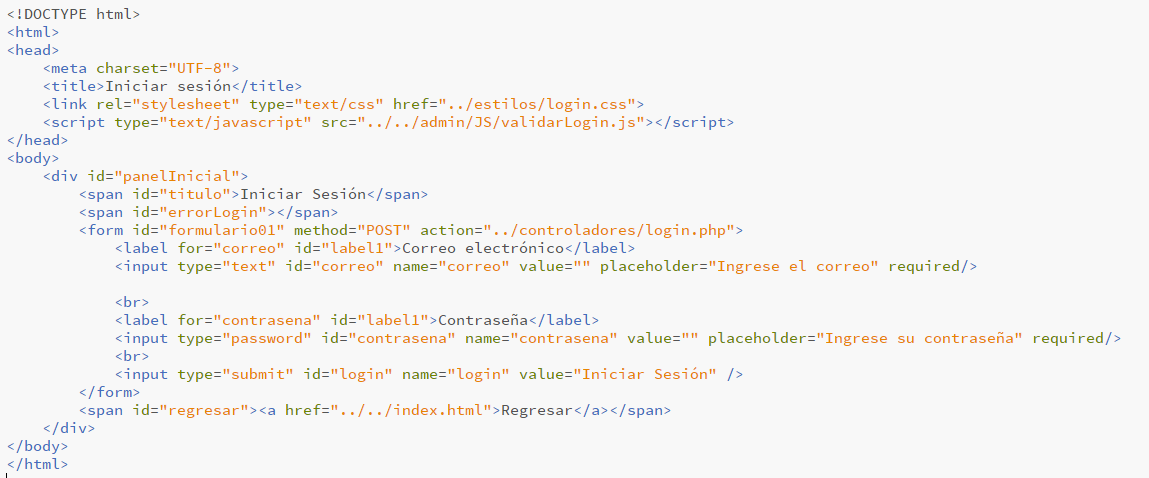 <!DOCTYPE html>
<html>
<head>
    <meta charset="UTF-8">
    <title>Iniciar sesión</title>
    <link rel="stylesheet" type="text/css" href="../estilos/login.css">
    <script type="text/javascript" src="../../admin/JS/validarLogin.js"></script>
</head>
<body>
    <div id="panelInicial">
        <span id="titulo">Iniciar Sesión</span>
        <span id="errorLogin"></span>
        <form id="formulario01" method="POST" action="../controladores/login.php">
            <label for="correo" id="label1">Correo electrónico</label>
            <input type="text" id="correo" name="correo" value="" placeholder="Ingrese el correo" required/>

            <br>
            <label for="contrasena" id="label1">Contraseña</label>
            <input type="password" id="contrasena" name="contrasena" value="" placeholder="Ingrese su contraseña" required/>
            <br>
            <input type="submit" id="login" name="login" value="Iniciar Sesión" />
        </form>
        <span id="regresar"><a href="../../index.html">Regresar</a></span>
    </div>
</body>
</html>